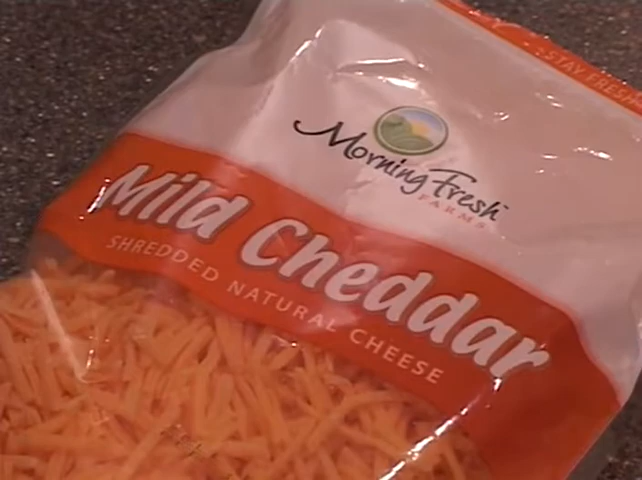 STAY FRESH
Morning Fresh
FARMS
Mild Cheddar
SHREDDED NATURAL CHEESE